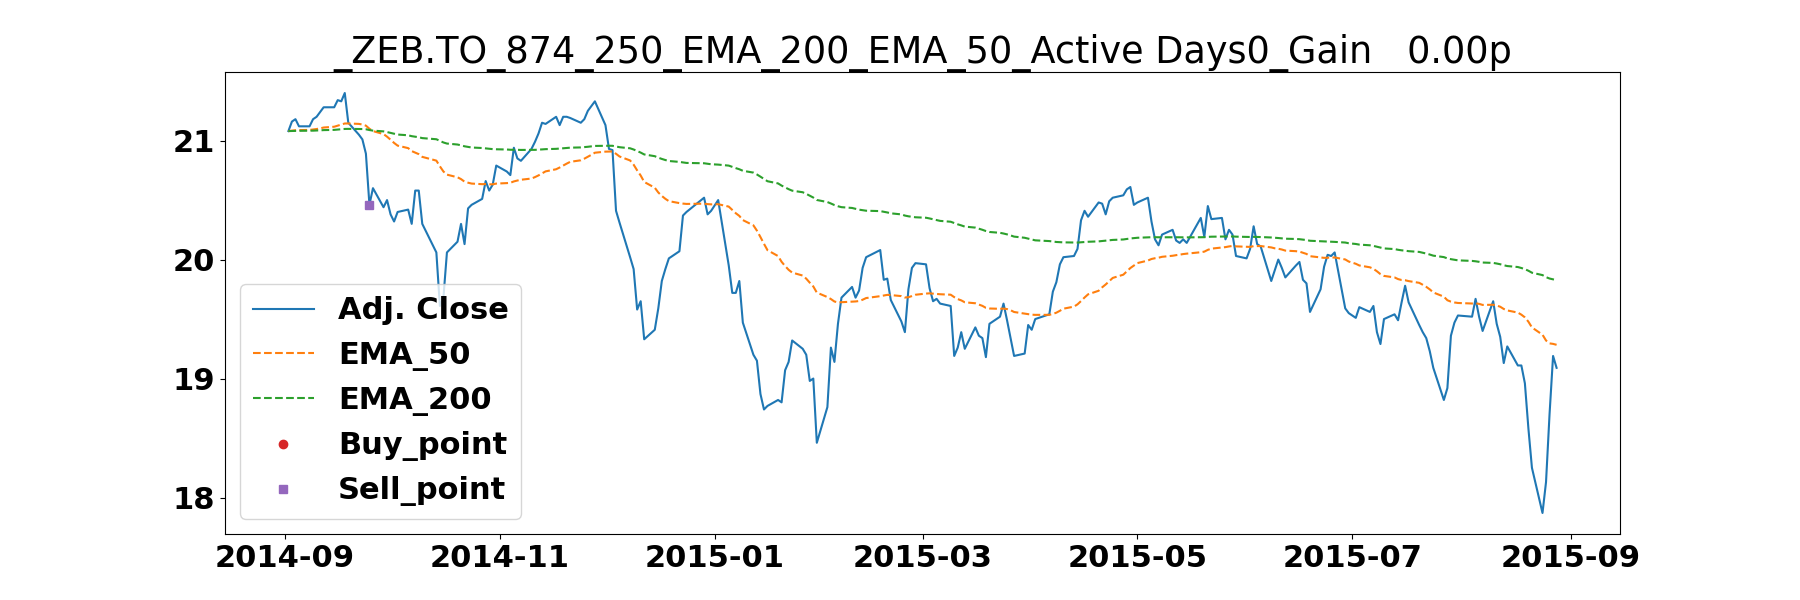 _ZEB.TO_874_250_EMA_200_EMA_50_Active Days0_Gain   0.00p
21
20
19
18
Adj. Close
EMA_50
EMA_200
Buy_point
Sell_point
2014-09 2014-11 2015-01 2015-03 2015-05 2015-07 2015-09